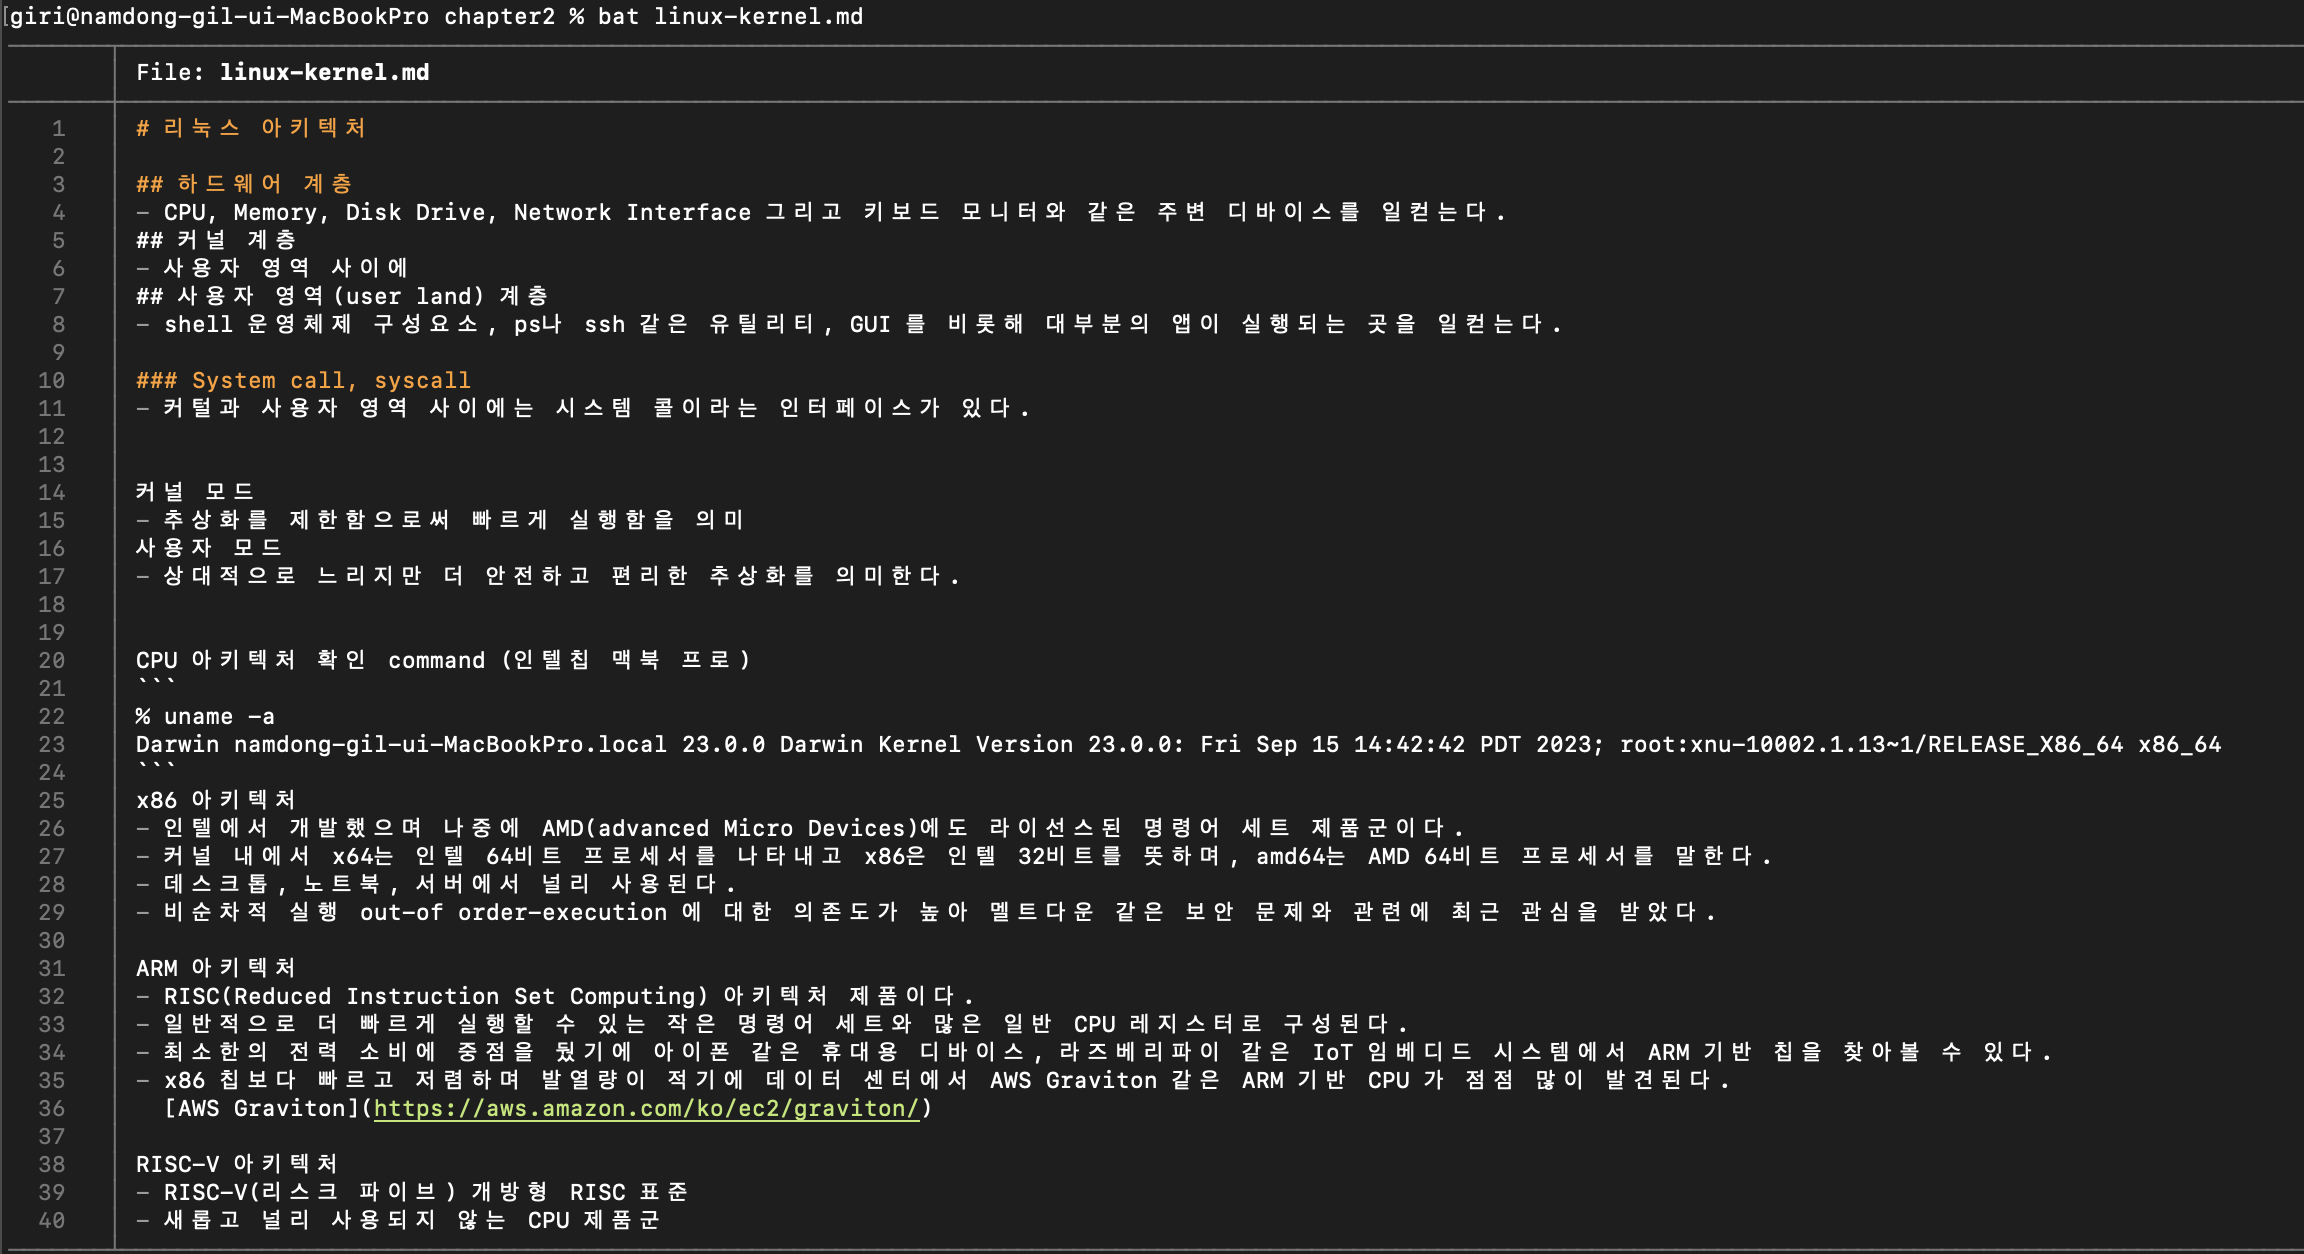 [giri@namdong-gil-ui-MacBookPro chapter2 % bat linux-kernel.md
File: linux-kernel.md
1 # 리눅스 아키텍처
2
3 ## 하드웨어 계층
4 - CPU, Memory, Disk Drive, Network Interface 그리고 키보드 모니터와 같은 주변 디바이스를 일컫는다.
5 ## 커널 계층
6 - 사용자 영역 사이에
7 ## 사용자 영역(user land) 계층
8 - shell 운영체제 구성요소, ps나 ssh 같은 유틸리티, GUI 를 비롯해 대부분의 앱이 실행되는 곳을 일컫는다.
9
10 ### System call, syscall
11 - 커털과 사용자 영역 사이에는 시스템 콜이라는 인터페이스가 있다.
12
13
14 커널 모드
15 - 추상화를 제한함으로써 빠르게 실행함을 의미
16 사용자 모드
17 - 상대적으로 느리지만 더 안전하고 편리한 추상화를 의미한다.
18
19
20 CPU 아키텍처 확인 command (인텔칩 맥북 프로)
21 ```
22 % uname -a
23 Darwin namdong-gil-ui-MacBookPro.local 23.0.0 Darwin Kernel Version 23.0.0: Fri Sep 15 14:42:42 PDT 2023; root:xnu-10002.1.13~1/RELEASE_X86_64 x86_64
24 ```
25 x86 아키텍처
26 - 인텔에서 개발했으며 나중에 AMD(advanced Micro Devices)에도 라이선스된 명령어 세트 제품군이다.
27 - 커널 내에서 x64는 인텔 64비트 프로세서를 나타내고 x86은 인텔 32비트를 뜻하며, amd64는 AMD 64비트 프로세서를 말한다.
28 - 데스크톱, 노트북, 서버에서 널리 사용된다.
29 - 비순차적 실행 out-of order-execution 에 대한 의존도가 높아 멜트다운 같은 보안 문제와 관련에 최근 관심을 받았다.
30
31 ARM 아키텍처
32 - RISC(Reduced Instruction Set Computing) 아키텍처 제품이다.
33 - 일반적으로 더 빠르게 실행할 수 있는 작은 명령어 세트와 많은 일반 CPU 레지스터로 구성된다.
34 - 최소한의 전력 소비에 중점을 뒀기에 아이폰 같은 휴대용 디바이스, 라즈베리파이 같은 IoT 임베디드 시스템에서 ARM 기반 칩을 찾아볼 수 있다.
35 - x86 칩보다 빠르고 저렴하며 발열량이 적기에 데이터 센터에서 AWS Graviton 같은 ARM 기반 CPU 가 점점 많이 발견된다.
36 [AWS Graviton](https://aws.amazon.com/ko/ec2/graviton/)
37
38 RISC-V 아키텍처
39 - RISC-V(리스크 파이브) 개방형 RISC 표준
40 - 새롭고 널리 사용되지 않는 CPU 제품군